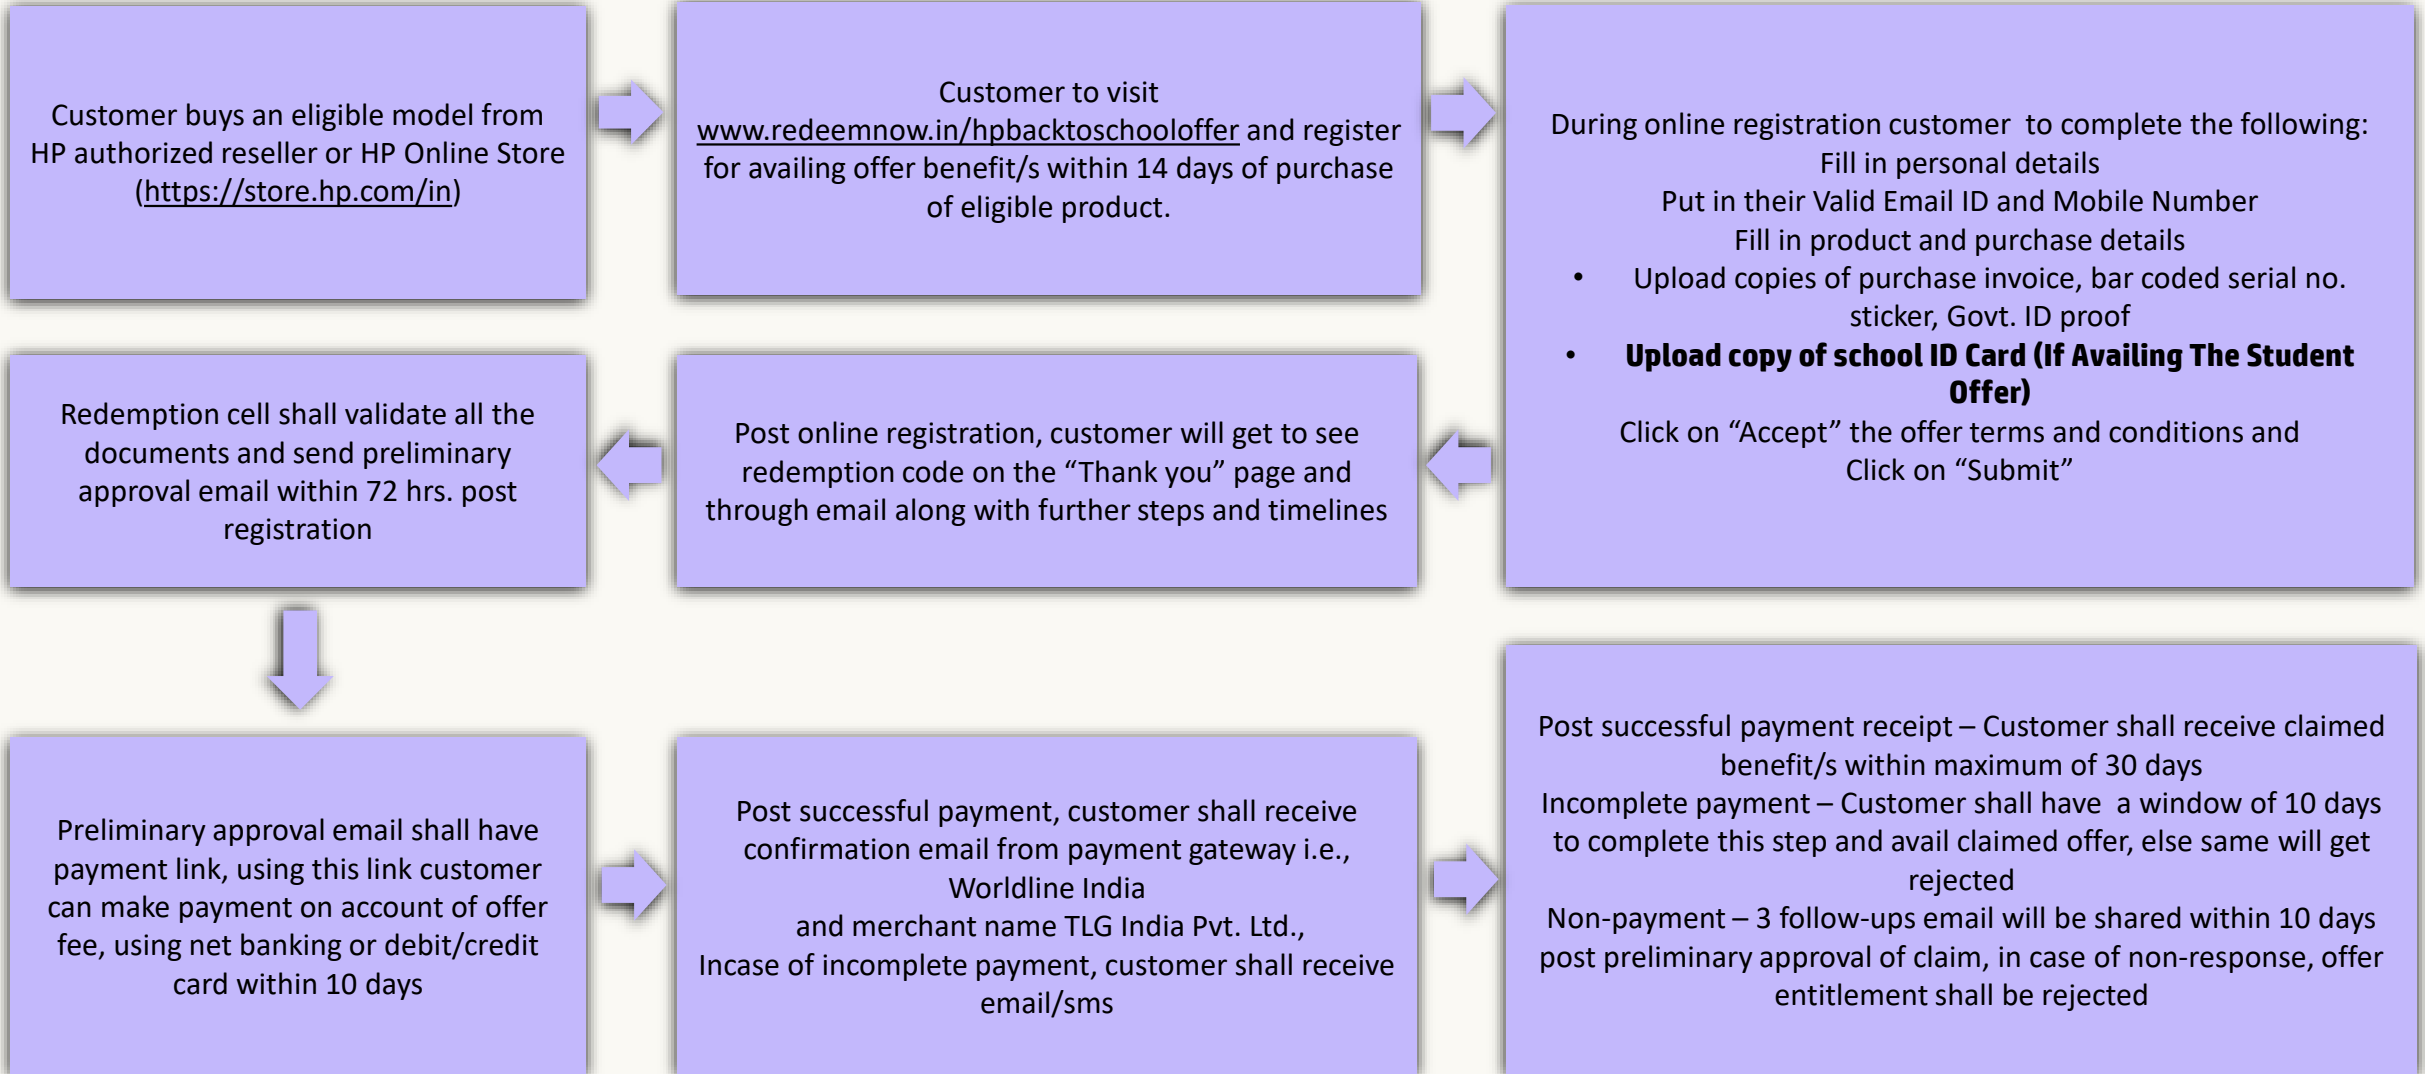 Customer buys an eligible model from
HP authorized reseller or HP Online Store
(https://store.hp.com/in)
Customer to visit
www.redeemnow.in/hpbacktoschooloffer and register
for availing offer benefit/s within 14 days of purchase
of eligible product.
During online registration customer to complete the following:
Fill in personal details
Put in their Valid Email ID and Mobile Number
Fill in product and purchase details
• Upload copies of purchase invoice, bar coded serial no.
sticker, Govt. ID proof
• Upload copy of school ID Card (If Availing The Student
Offer)
Click on “Accept” the offer terms and conditions and
Click on “Submit”
Post online registration, customer will get to see
redemption code on the “Thank you” page and
through email along with further steps and timelines
Redemption cell shall validate all the
documents and send preliminary
approval email within 72 hrs. post
registration
Preliminary approval email shall have
payment link, using this link customer
can make payment on account of offer
fee, using net banking or debit/credit
card within 10 days
Post successful payment, customer shall receive
confirmation email from payment gateway i.e.,
Worldline India
and merchant name TLG India Pvt. Ltd.,
Incase of incomplete payment, customer shall receive
email/sms
Post successful payment receipt – Customer shall receive claimed
benefit/s within maximum of 30 days
Incomplete payment – Customer shall have a window of 10 days
to complete this step and avail claimed offer, else same will get
rejected
Non-payment – 3 follow-ups email will be shared within 10 days
post preliminary approval of claim, in case of non-response, offer
entitlement shall be rejected